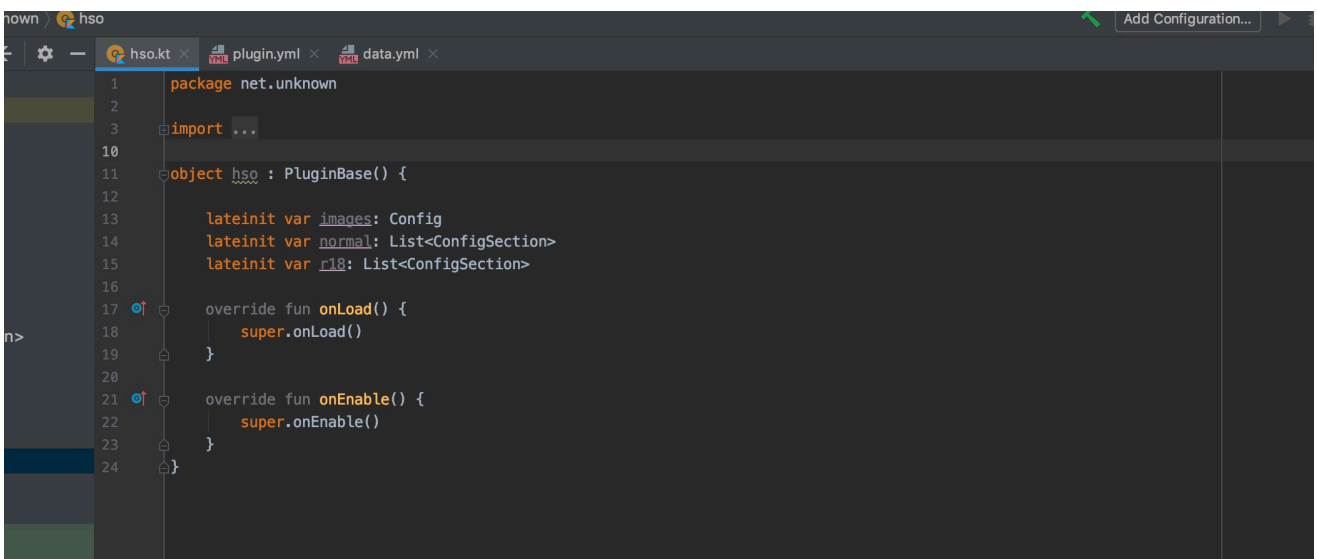 nown 〉 hso
Add Configuration...
hso.kt × plugin.yml × data.yml ×
1 package net.unknown
2
3 import ...
10
11 object hso : PluginBase() {
12
13 lateinit var images: Config
14 lateinit var normal: List<ConfigSection>
15 lateinit var r18: List<ConfigSection>
16
17 override fun onLoad() {
18 super.onLoad()
19 }
20
21 override fun onEnable() {
22 super.onEnable()
23 }
24 }
n>